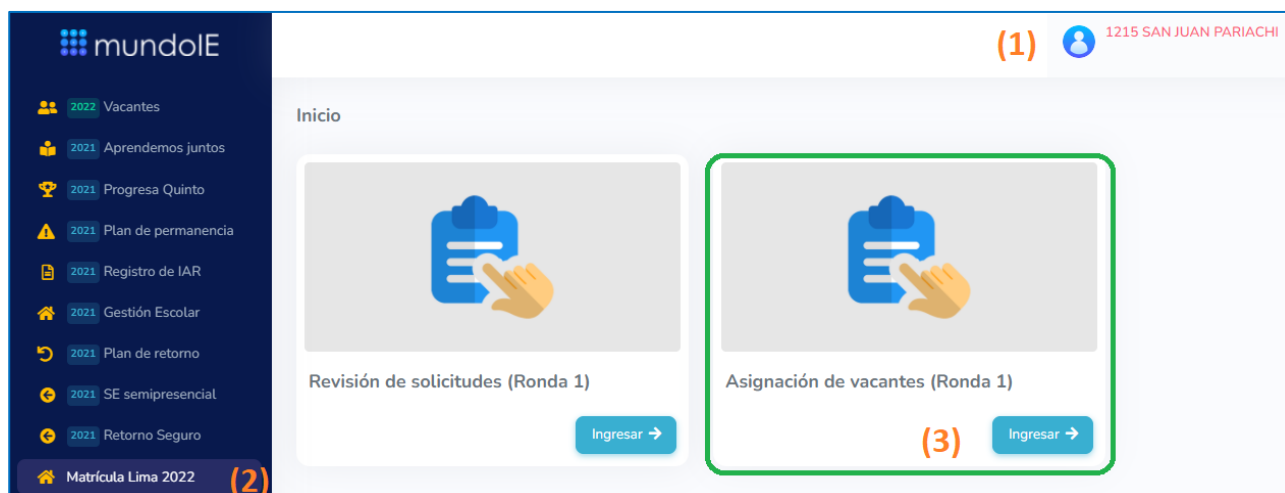 mundoIE
(1)
1215 SAN JUAN PARIACHI
2022 Vacantes
2021 Aprendemos juntos
2021 Progresa Quinto
2021 Plan de permanencia
2021 Registro de IAR
2021 Gestión Escolar
2021 Plan de retorno
2021 SE semipresencial
2021 Retorno Seguro
Matrícula Lima 2022 (2)
Inicio
Revisión de solicitudes (Ronda 1)
Ingresar →
Asignación de vacantes (Ronda 1)
(3) Ingresar →